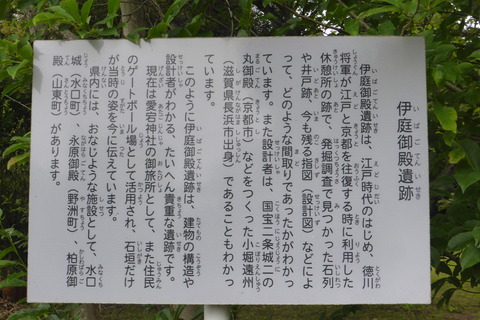 伊庭御殿遺跡
伊庭御殿遺跡は、江戸時代のはじめ、徳川
将軍が江戸と京都を往復する時に利用した
休憩所の跡で、発掘調査で見つかった石列
や井戸跡、今も残る指図（設計図）などによ
って、どのような間取りであったかがわかっ
ています。また設計者は、国宝二条城二の
丸御殿（京都市）などをつくった小堀遠州
（滋賀県長浜市出身）であることもわかっ
ています。
このように伊庭御殿遺跡は、建物の構造や
設計者がわかる、たいへん貴重な遺跡です。
現在は愛宕神社の御旅所として、また住民
のゲートボール場として活用され、石垣だけ
が当時の姿を今に伝えています。
県内には、おなじような施設として、水口
城（水口町）、永原御殿（野洲町）、柏原御
殿（山東町）があります。